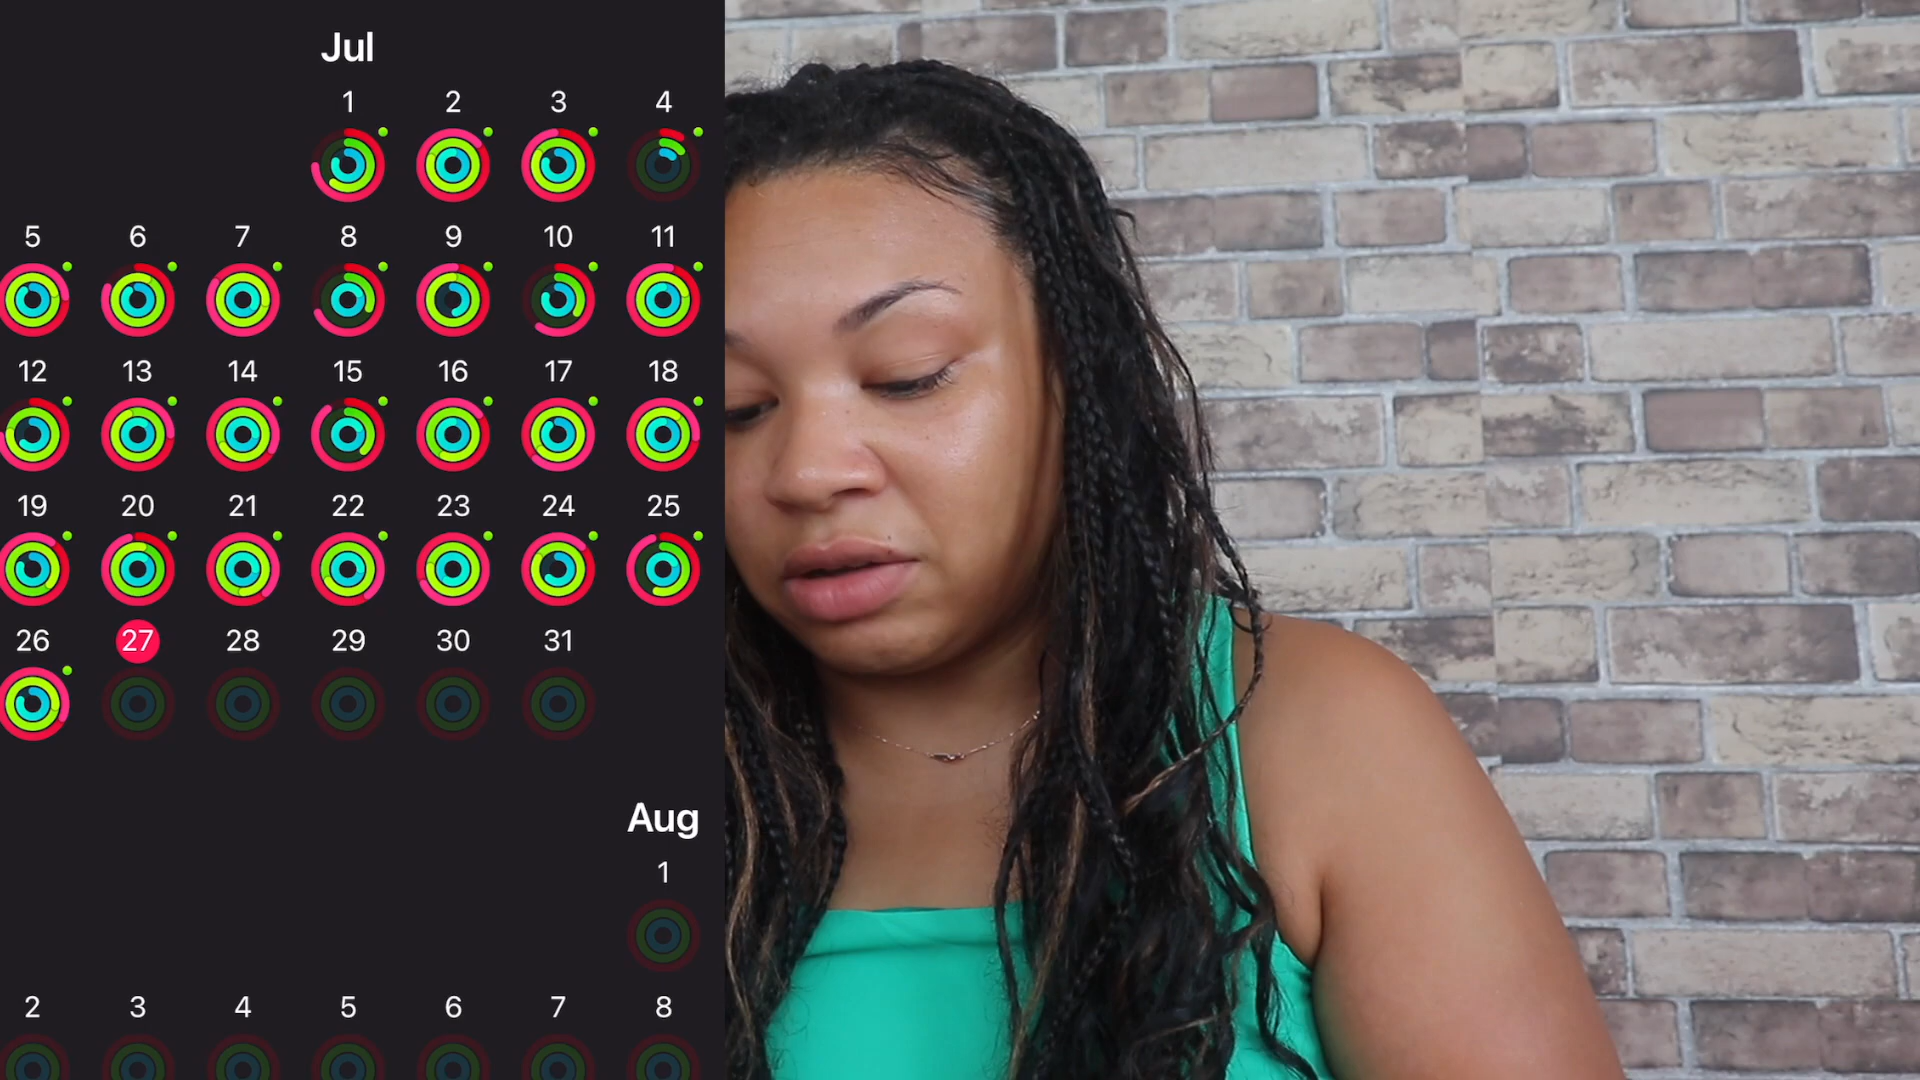 Jul
1 2 3 4
5 6 7 8 9 10 11
12 13 14 15 16 17 18
19 20 21 22 23 24 25
26 27 28 29 30 31
Aug
1
2 3 4 5 6 7 8